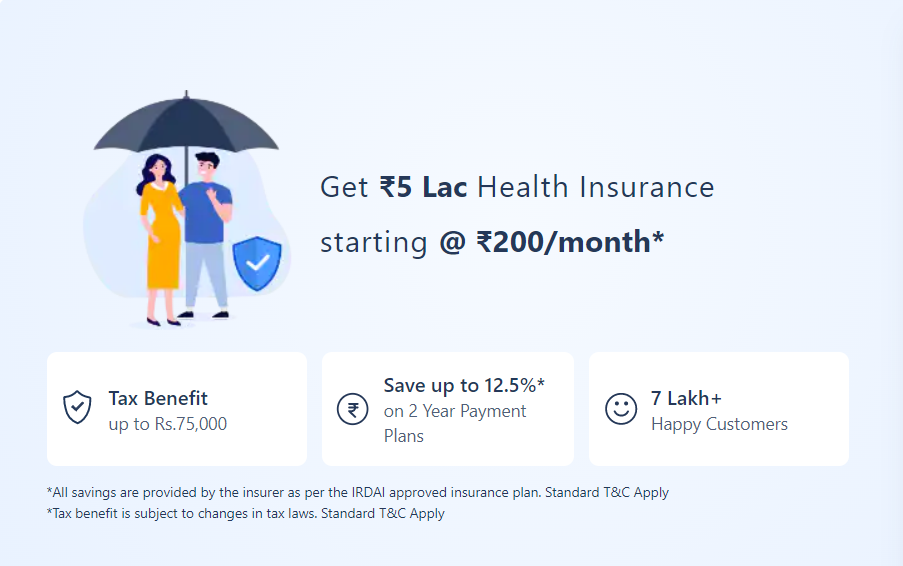 Get ₹5 Lac Health Insurance
starting @ ₹200/month*
Tax Benefit
up to Rs.75,000
Save up to 12.5%*
on 2 Year Payment
Plans
7 Lakh+
Happy Customers
*All savings are provided by the insurer as per the IRDAI approved insurance plan. Standard T&C Apply
*Tax benefit is subject to changes in tax laws. Standard T&C Apply